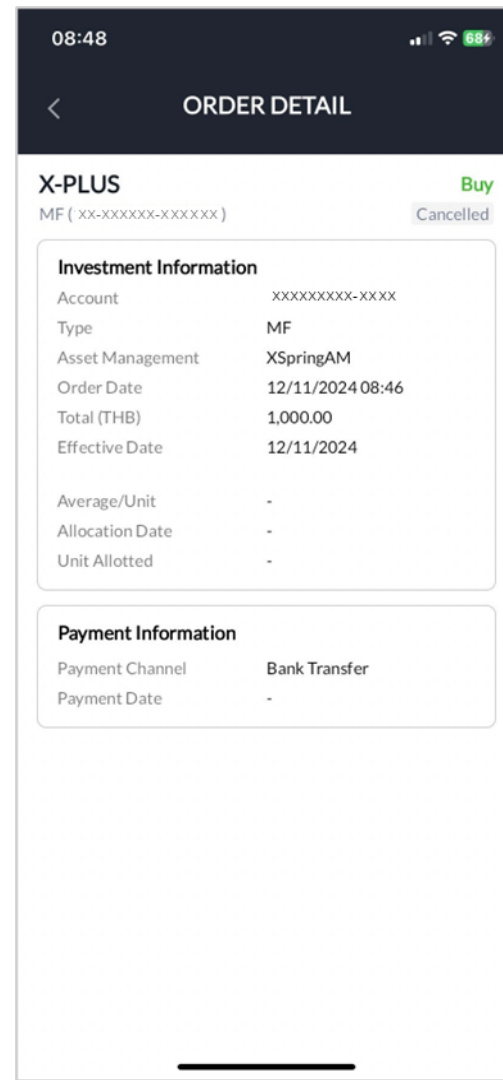 08:48
68
ORDER DETAIL
X-PLUS
Buy
MF ( XX-XXXXXX-XXXXXX )
Cancelled
Investment Information
Account XXXXXXXXX-XXXX
Type MF
Asset Management XSpringAM
Order Date 12/11/2024 08:46
Total (THB) 1,000.00
Effective Date 12/11/2024
Average/Unit -
Allocation Date -
Unit Allotted -
Payment Information
Payment Channel Bank Transfer
Payment Date -